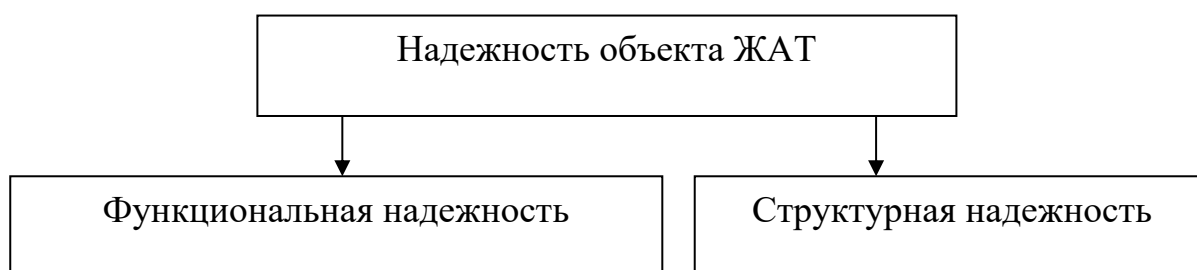 Надежность объекта ЖАТ
Функциональная надежность
Структурная надежность